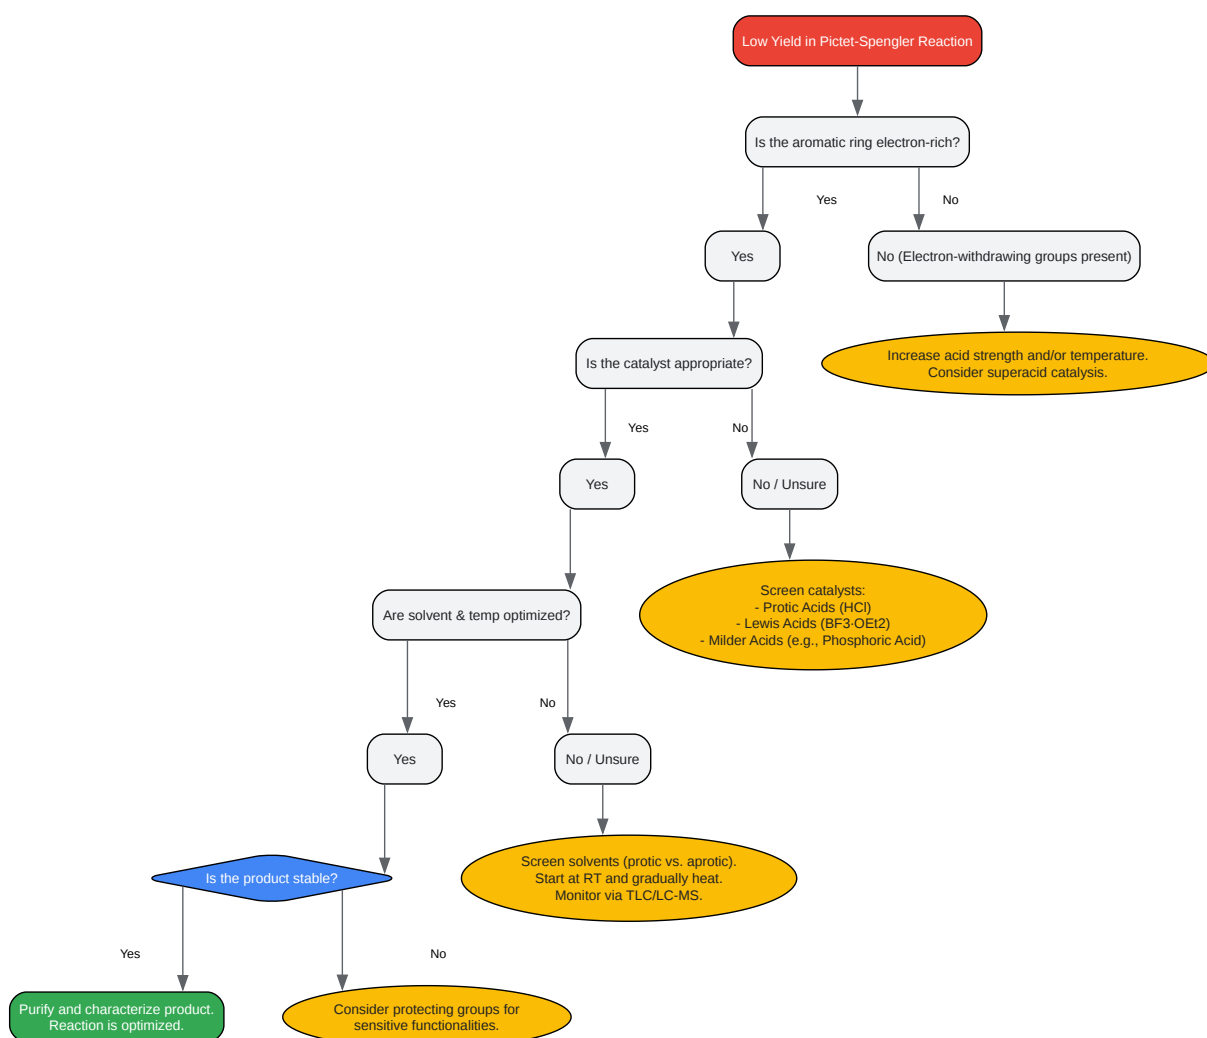 Low Yield in Pictet-Spengler Reaction
Is the aromatic ring electron-rich?
Yes
No
Yes
No (Electron-withdrawing groups present)
Is the catalyst appropriate?
Increase acid strength and/or temperature.
Consider superacid catalysis.
Yes
No
Yes
No / Unsure
Are solvent & temp optimized?
Screen catalysts:
- Protic Acids (HCl)
- Lewis Acids (BF3·OEt2)
- Milder Acids (e.g., Phosphoric Acid)
Yes
No
Yes
No / Unsure
Is the product stable?
Screen solvents (protic vs. aprotic).
Start at RT and gradually heat.
Monitor via TLC/LC-MS.
Yes
No
Purify and characterize product.
Reaction is optimized.
Consider protecting groups for
sensitive functionalities.